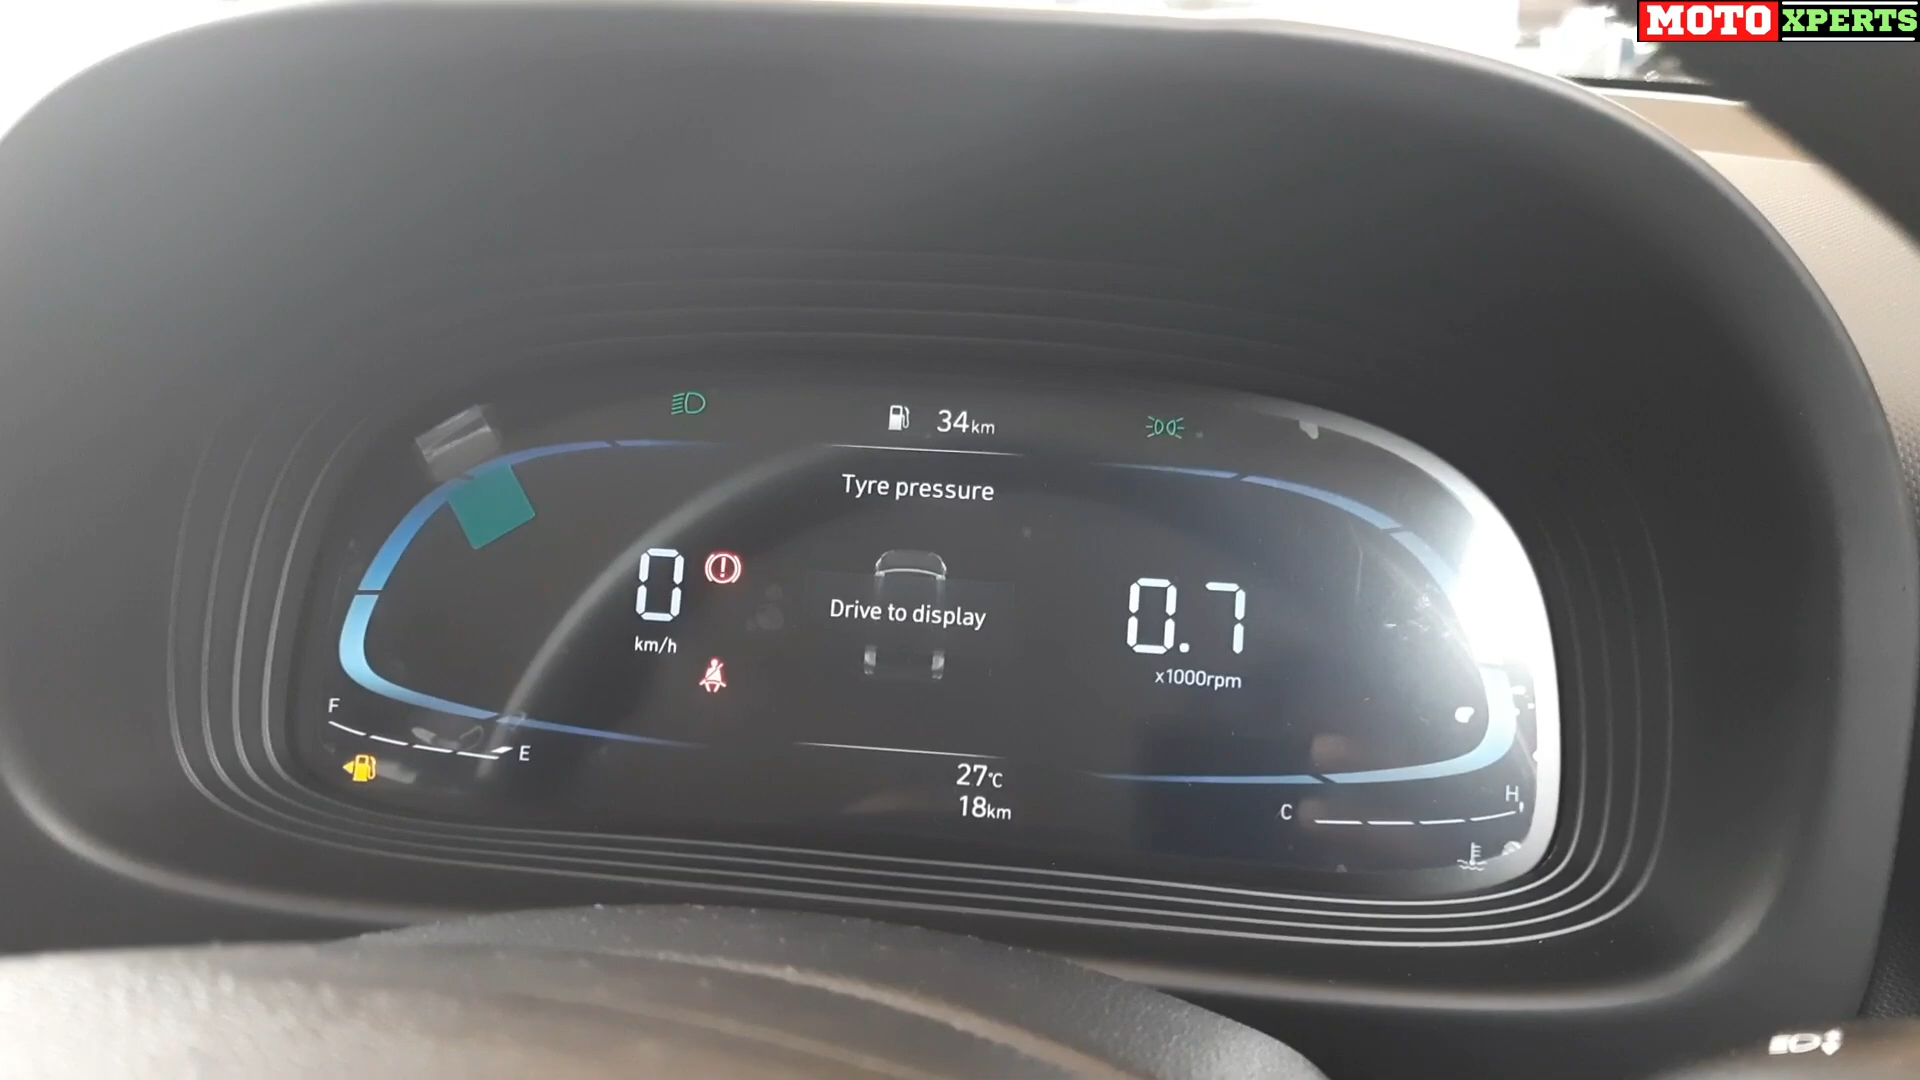 MOTO XPERTS
34km
Tyre pressure
0
km/h
Drive to display
0.7
x1000rpm
F
E
27°C
18km
C
H